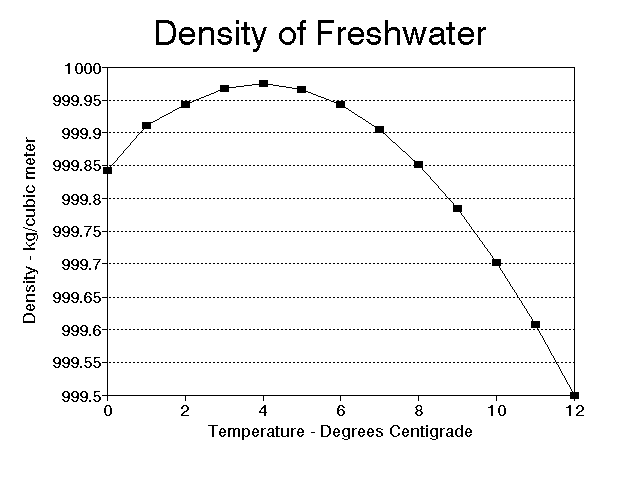 Density of Freshwater
1000
999.95
999.9
999.85
999.8
999.75
999.7
999.65
999.6
999.55
999.5
Density - kg/cubic meter
0 2 4 6 8 10 12
Temperature - Degrees Centigrade